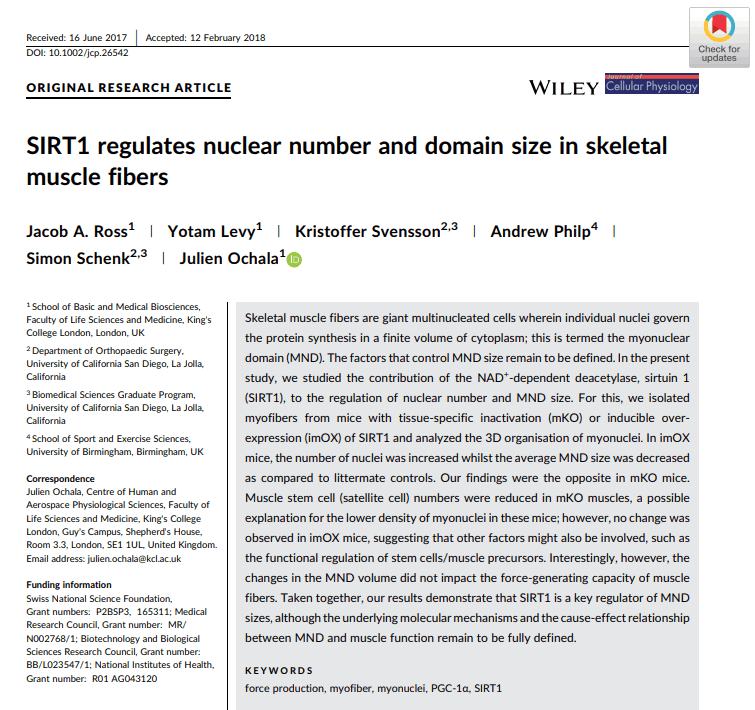 Received: 16 June 2017 | Accepted: 12 February 2018
DOI: 10.1002/jcp.26542
Check for
updates
ORIGINAL RESEARCH ARTICLE
WILEY Journal of
Cellular Physiology
SIRT1 regulates nuclear number and domain size in skeletal
muscle fibers
Jacob A. Ross1 | Yotam Levy1 | Kristoffer Svensson2,3 | Andrew Philp4 |
Simon Schenk2,3 | Julien Ochala1 iD
1 School of Basic and Medical Biosciences,
Faculty of Life Sciences and Medicine, King's
College London, London, UK
2 Department of Orthopaedic Surgery,
University of California San Diego, La Jolla,
California
3 Biomedical Sciences Graduate Program,
University of California San Diego, La Jolla,
California
4 School of Sport and Exercise Sciences,
University of Birmingham, Birmingham, UK
Correspondence
Julien Ochala, Centre of Human and
Aerospace Physiological Sciences, Faculty of
Life Sciences and Medicine, King's College
London, Guy's Campus, Shepherd's House,
Room 3.3, London, SE1 1UL, United Kingdom.
Email address: julien.ochala@kcl.ac.uk
Funding information
Swiss National Science Foundation,
Grant numbers: P2BSP3, 165311; Medical
Research Council, Grant number: MR/
N002768/1; Biotechnology and Biological
Sciences Research Council, Grant number:
BB/L023547/1; National Institutes of Health,
Grant number: R01 AG043120
Skeletal muscle fibers are giant multinucleated cells wherein individual nuclei govern
the protein synthesis in a finite volume of cytoplasm; this is termed the myonuclear
domain (MND). The factors that control MND size remain to be defined. In the present
study, we studied the contribution of the NAD+-dependent deacetylase, sirtuin 1
(SIRT1), to the regulation of nuclear number and MND size. For this, we isolated
myofibers from mice with tissue-specific inactivation (mKO) or inducible over-
expression (imOX) of SIRT1 and analyzed the 3D organisation of myonuclei. In imOX
mice, the number of nuclei was increased whilst the average MND size was decreased
as compared to littermate controls. Our findings were the opposite in mKO mice.
Muscle stem cell (satellite cell) numbers were reduced in mKO muscles, a possible
explanation for the lower density of myonuclei in these mice; however, no change was
observed in imOX mice, suggesting that other factors might also be involved, such as
the functional regulation of stem cells/muscle precursors. Interestingly, however, the
changes in the MND volume did not impact the force-generating capacity of muscle
fibers. Taken together, our results demonstrate that SIRT1 is a key regulator of MND
sizes, although the underlying molecular mechanisms and the cause-effect relationship
between MND and muscle function remain to be fully defined.
KEYWORDS
force production, myofiber, myonuclei, PGC-1α, SIRT1